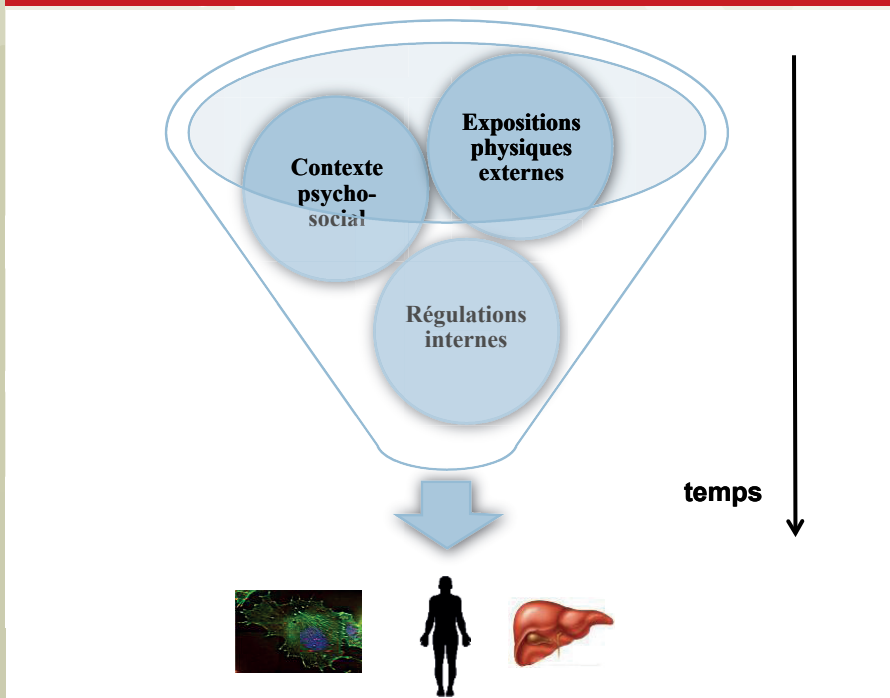 Expositions
physiques
externes
Contexte
psycho-
social
Régulations
internes
temps